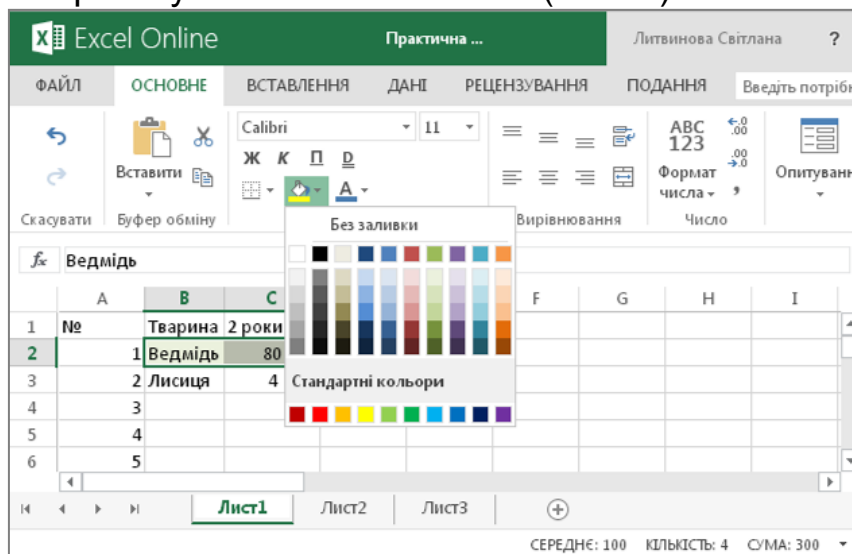 Excel Online
Практична ...
Литвинова Світлана
?
ФАЙЛ ОСНОВНЕ ВСТАВЛЕННЯ ДАНІ РЕЦЕНЗУВАННЯ ПОДАННЯ Введіть потрібн
Calibri 11
ABC
123
Ж К П D
Вставити
Формат
числа
Опитуванн
Скасувати Буфер обміну Вирівнювання Число
Без заливки
fx Ведмідь
A B C F G H I
1 № Тварина 2 роки
2 1 Ведмідь 80
3 2 Лисиця 4
Стандартні кольори
4 3
5 4
6 5
Лист1 Лист2 Лист3
СЕРЕДНЄ: 100 КІЛЬКІСТЬ: 4 СУМА: 300